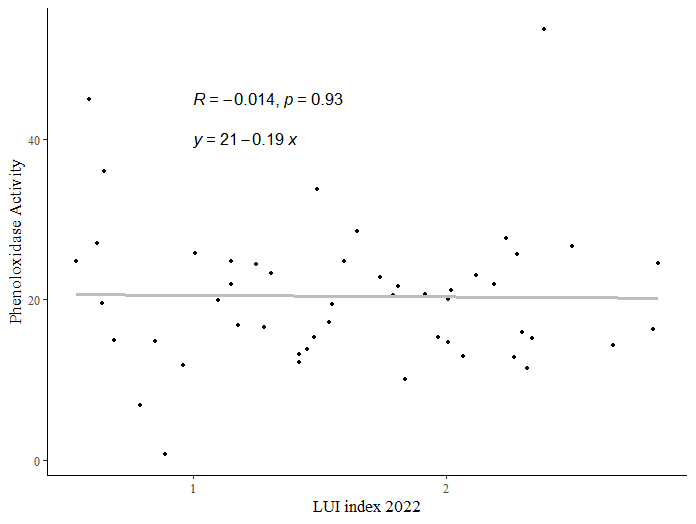 R = −0.014, p = 0.93
y = 21 − 0.19 x
40
20
0
Phenoloxidase Activity
1
2
LUI index 2022